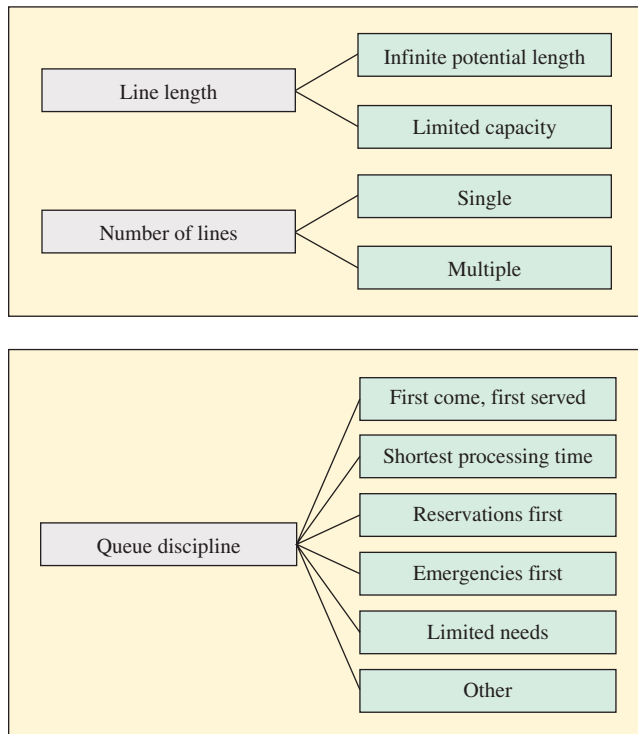 Line length
Infinite potential length
Limited capacity
Number of lines
Single
Multiple
Queue discipline
First come, first served
Shortest processing time
Reservations first
Emergencies first
Limited needs
Other